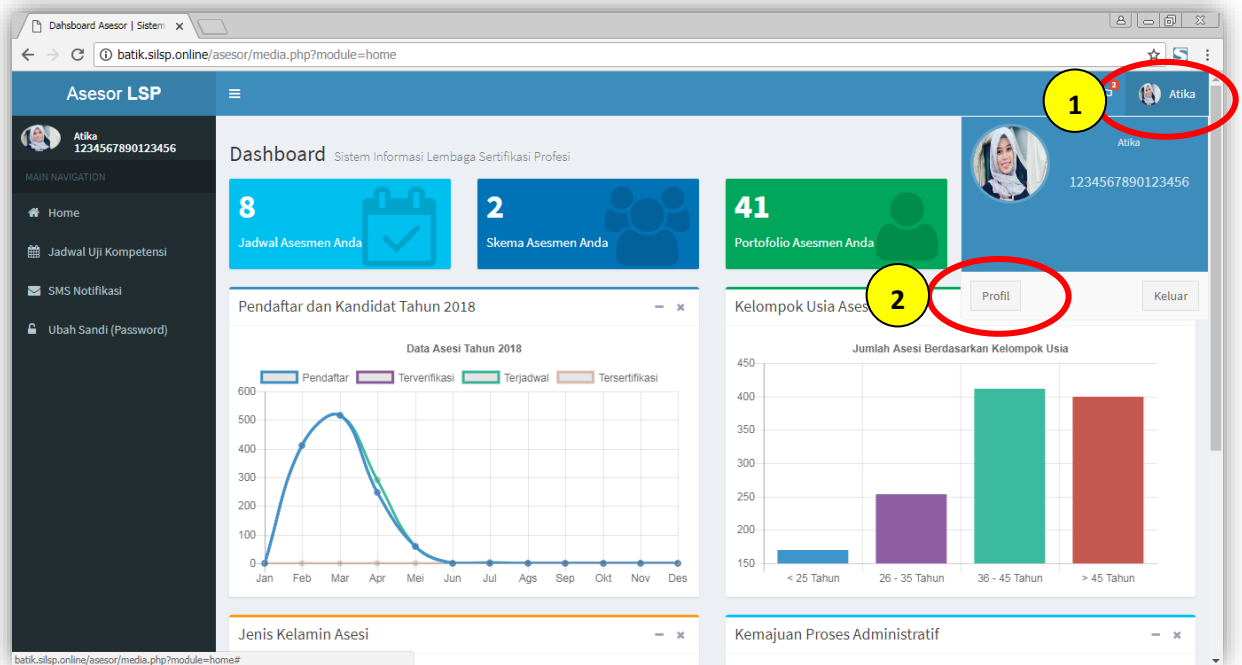 Dahsboard Asesor | Sistem
batik.silsp.online/asesor/media.php?module=home
Asesor LSP
2
Atika
1
Atika
1234567890123456
MAIN NAVIGATION
Home
Jadwal Uji Kompetensi
SMS Notifikasi
Ubah Sandi (Password)
Dashboard Sistem Informasi Lembaga Sertifikasi Profesi
8
Jadwal Asesmen Anda
2
Skema Asesmen Anda
41
Portofolio Asesmen Anda
Atika
1234567890123456
2
Profil
Keluar
Pendaftar dan Kandidat Tahun 2018
Data Asesi Tahun 2018
Pendaftar Terverifikasi Terjadwal Tersertifikasi
600
500
400
300
200
100
0
Jan Feb Mar Apr Mei Jun Jul Ags Sep Okt Nov Des
Kelompok Usia Ases
Jumlah Asesi Berdasarkan Kelompok Usia
450
400
350
300
250
200
150
< 25 Tahun 26 - 35 Tahun 36 - 45 Tahun > 45 Tahun
Jenis Kelamin Asesi
Kemajuan Proses Administratif
batik.silsp.online/asesor/media.php?module=home#